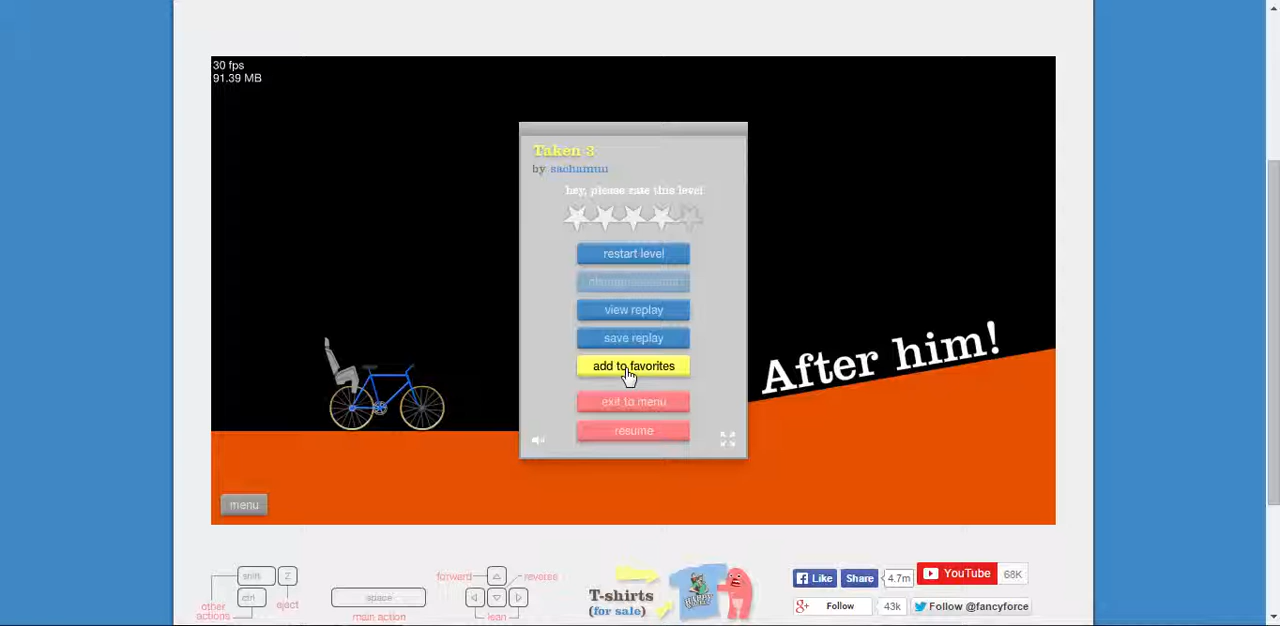 30 fps
91.39 MB
Taken 3
by sachamun
hey, please rate this level
restart level
view replay
save replay
add to favorites
exit to menu
resume
After him!
menu
shift
Z
ctrl
other
actions
eject
space
main action
forward
reverse
lean
T-shirts
(for sale)
HAPPY WHEELS
Like
Share
4.7m
YouTube
68K
Follow
43k
Follow @fancyforce